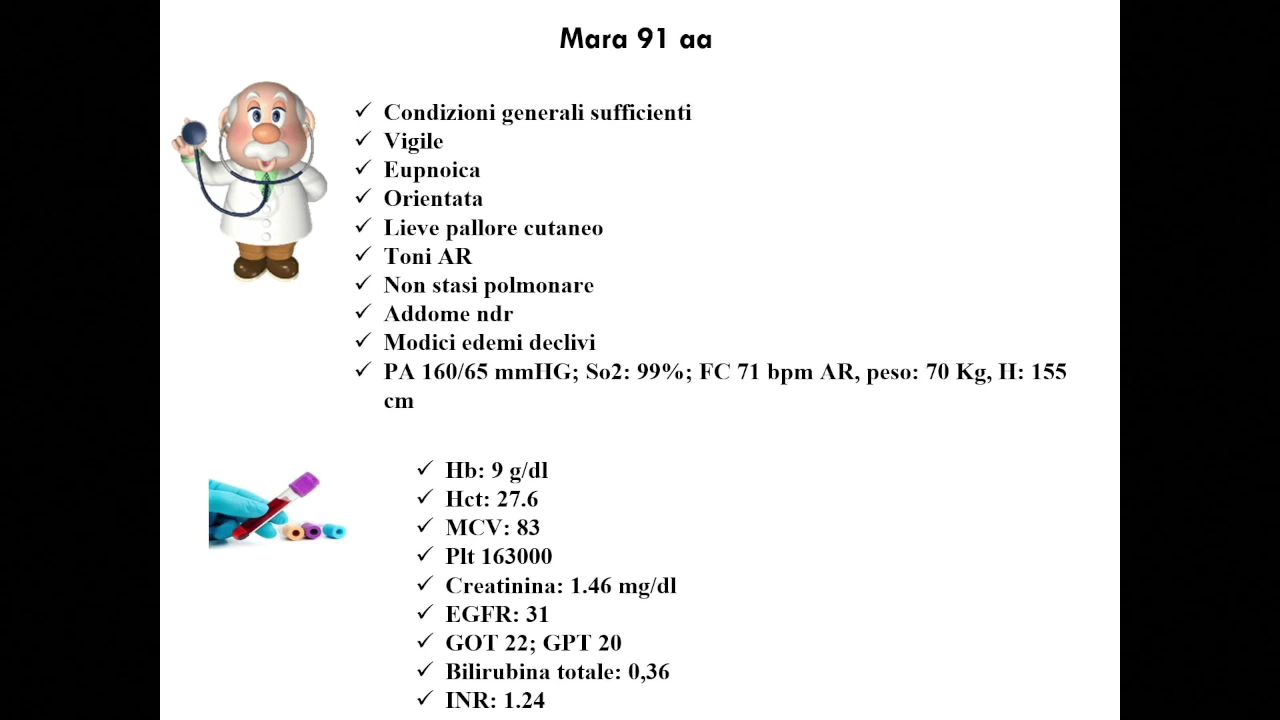 Mara 91 aa
✓ Condizioni generali sufficienti
✓ Vigile
✓ Eupnoica
✓ Orientata
✓ Lieve pallore cutaneo
✓ Toni AR
✓ Non stasi polmonare
✓ Addome ndr
✓ Modici edemi declivi
✓ PA 160/65 mmHG; So2: 99%; FC 71 bpm AR, peso: 70 Kg, H: 155
cm
✓ Hb: 9 g/dl
✓ Hct: 27.6
✓ MCV: 83
✓ Plt 163000
✓ Creatinina: 1.46 mg/dl
✓ EGFR: 31
✓ GOT 22; GPT 20
✓ Bilirubina totale: 0,36
✓ INR: 1.24